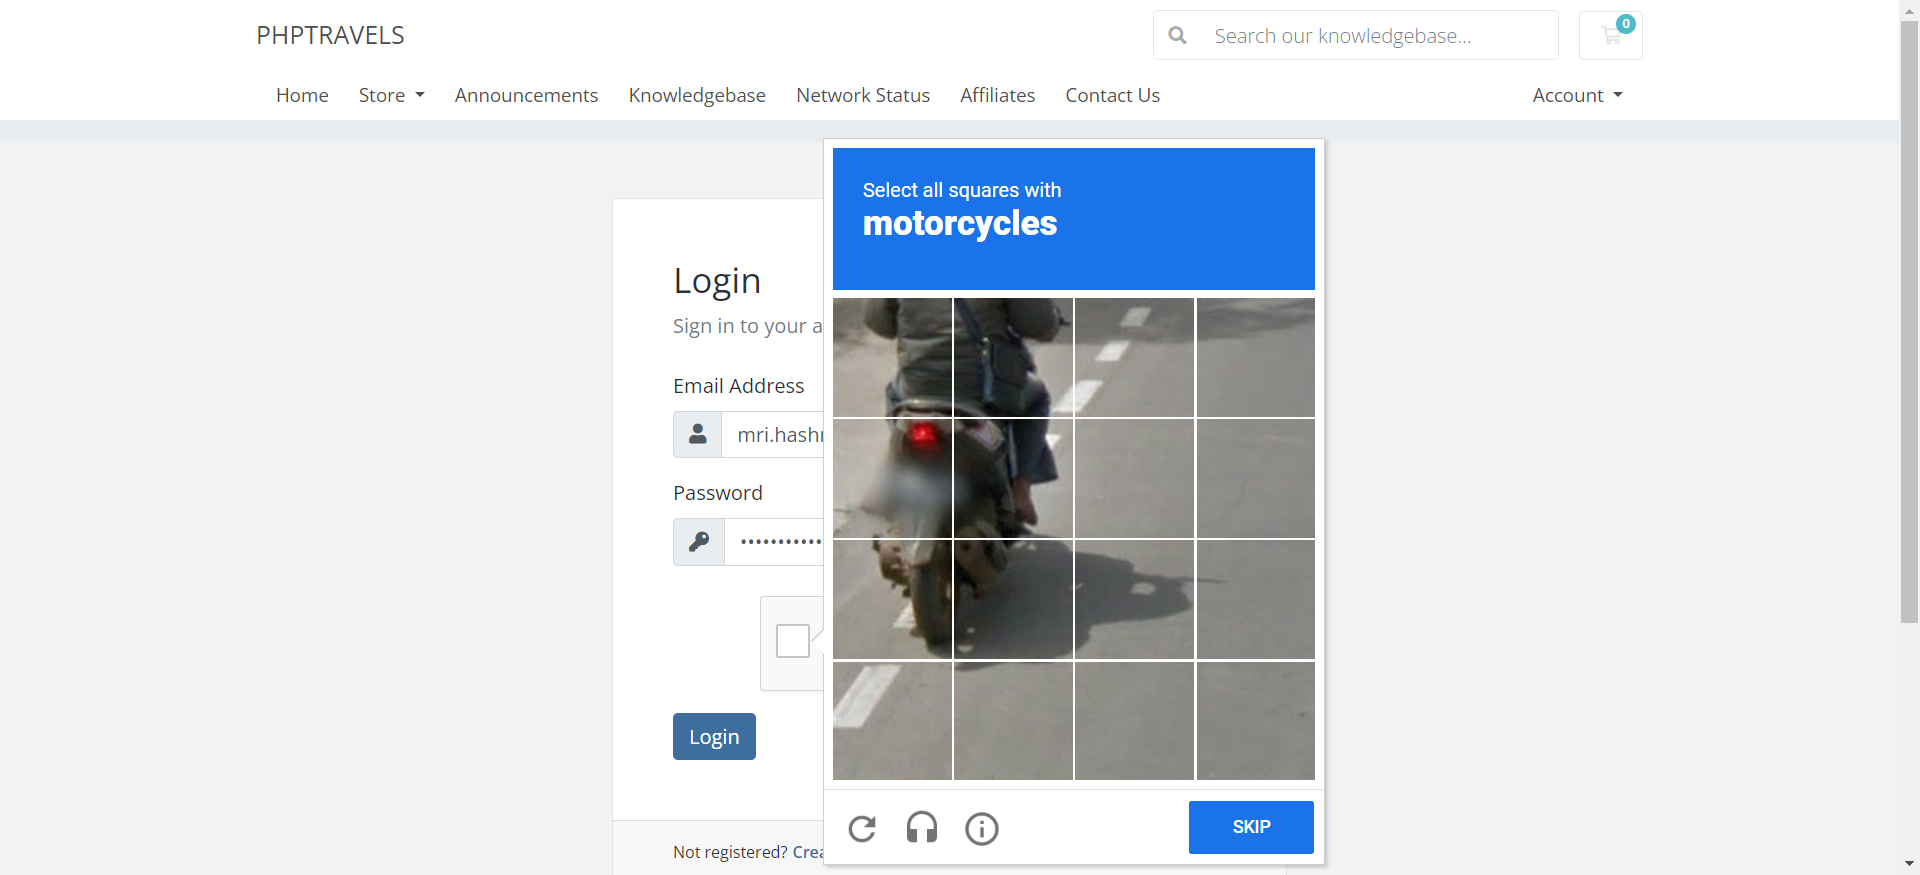 PHPTRAVELS
Search our knowledgebase...
0
Home
Store
Announcements
Knowledgebase
Network Status
Affiliates
Contact Us
Account
Select all squares with
motorcycles
Login
Sign in to your a
Email Address
mri.hash
Password
Login
SKIP
Not registered? Crea